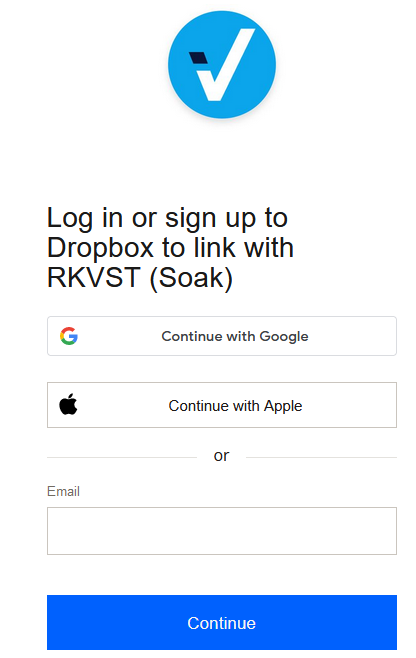 Log in or sign up to
Dropbox to link with
RKVST (Soak)
Continue with Google
Continue with Apple
or
Email
Continue